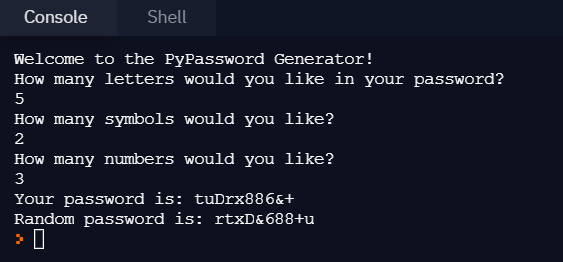 Console Shell
Welcome to the PyPassword Generator!
How many letters would you like in your password?
5
How many symbols would you like?
2
How many numbers would you like?
3
Your password is: tuDrx886&+
Random password is: rtxD&688+u
>